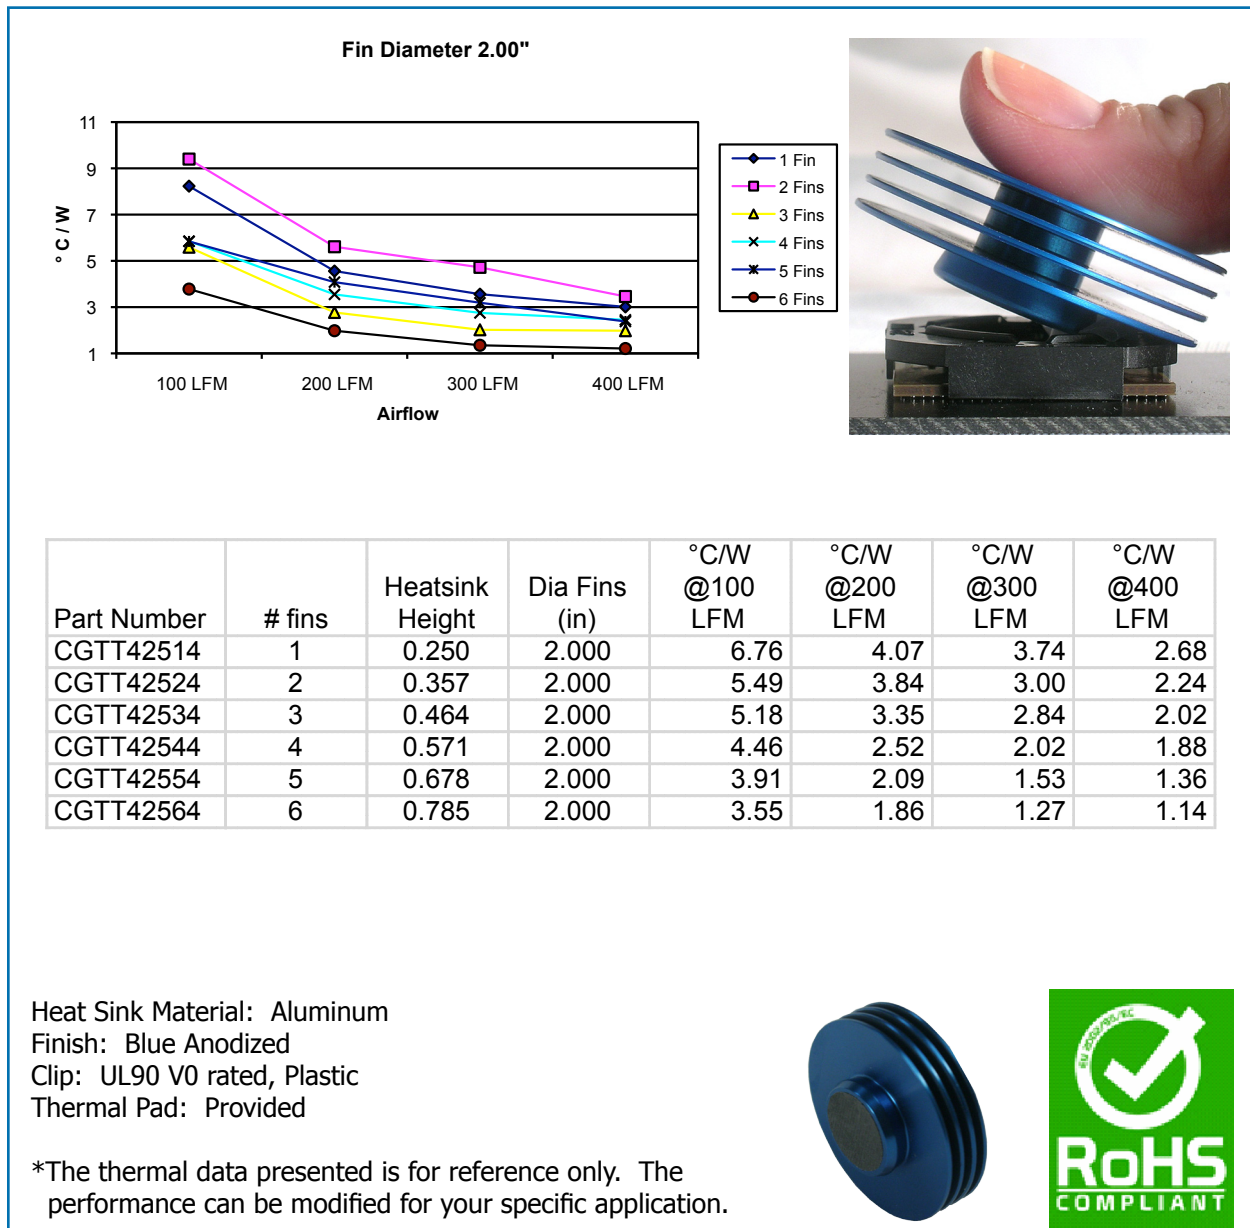 Fin Diameter 2.00"
11
9
7
5
3
1
° C / W
100 LFM 200 LFM 300 LFM 400 LFM
Airflow
1 Fin
2 Fins
3 Fins
4 Fins
5 Fins
6 Fins
Part Number # fins Heatsink Height Dia Fins (in) °C/W @100 LFM °C/W @200 LFM °C/W @300 LFM °C/W @400 LFM
CGTT42514 1 0.250 2.000 6.76 4.07 3.74 2.68
CGTT42524 2 0.357 2.000 5.49 3.84 3.00 2.24
CGTT42534 3 0.464 2.000 5.18 3.35 2.84 2.02
CGTT42544 4 0.571 2.000 4.46 2.52 2.02 1.88
CGTT42554 5 0.678 2.000 3.91 2.09 1.53 1.36
CGTT42564 6 0.785 2.000 3.55 1.86 1.27 1.14
Heat Sink Material: Aluminum
Finish: Blue Anodized
Clip: UL90 V0 rated, Plastic
Thermal Pad: Provided
*The thermal data presented is for reference only. The
performance can be modified for your specific application.
EU 2002/95/EC
RoHS
COMPLIANT